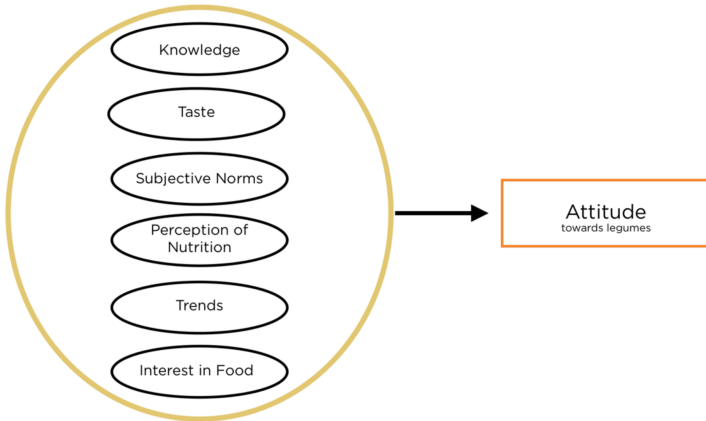 Knowledge
Taste
Subjective Norms
Perception of
Nutrition
Trends
Interest in Food
Attitude
towards legumes